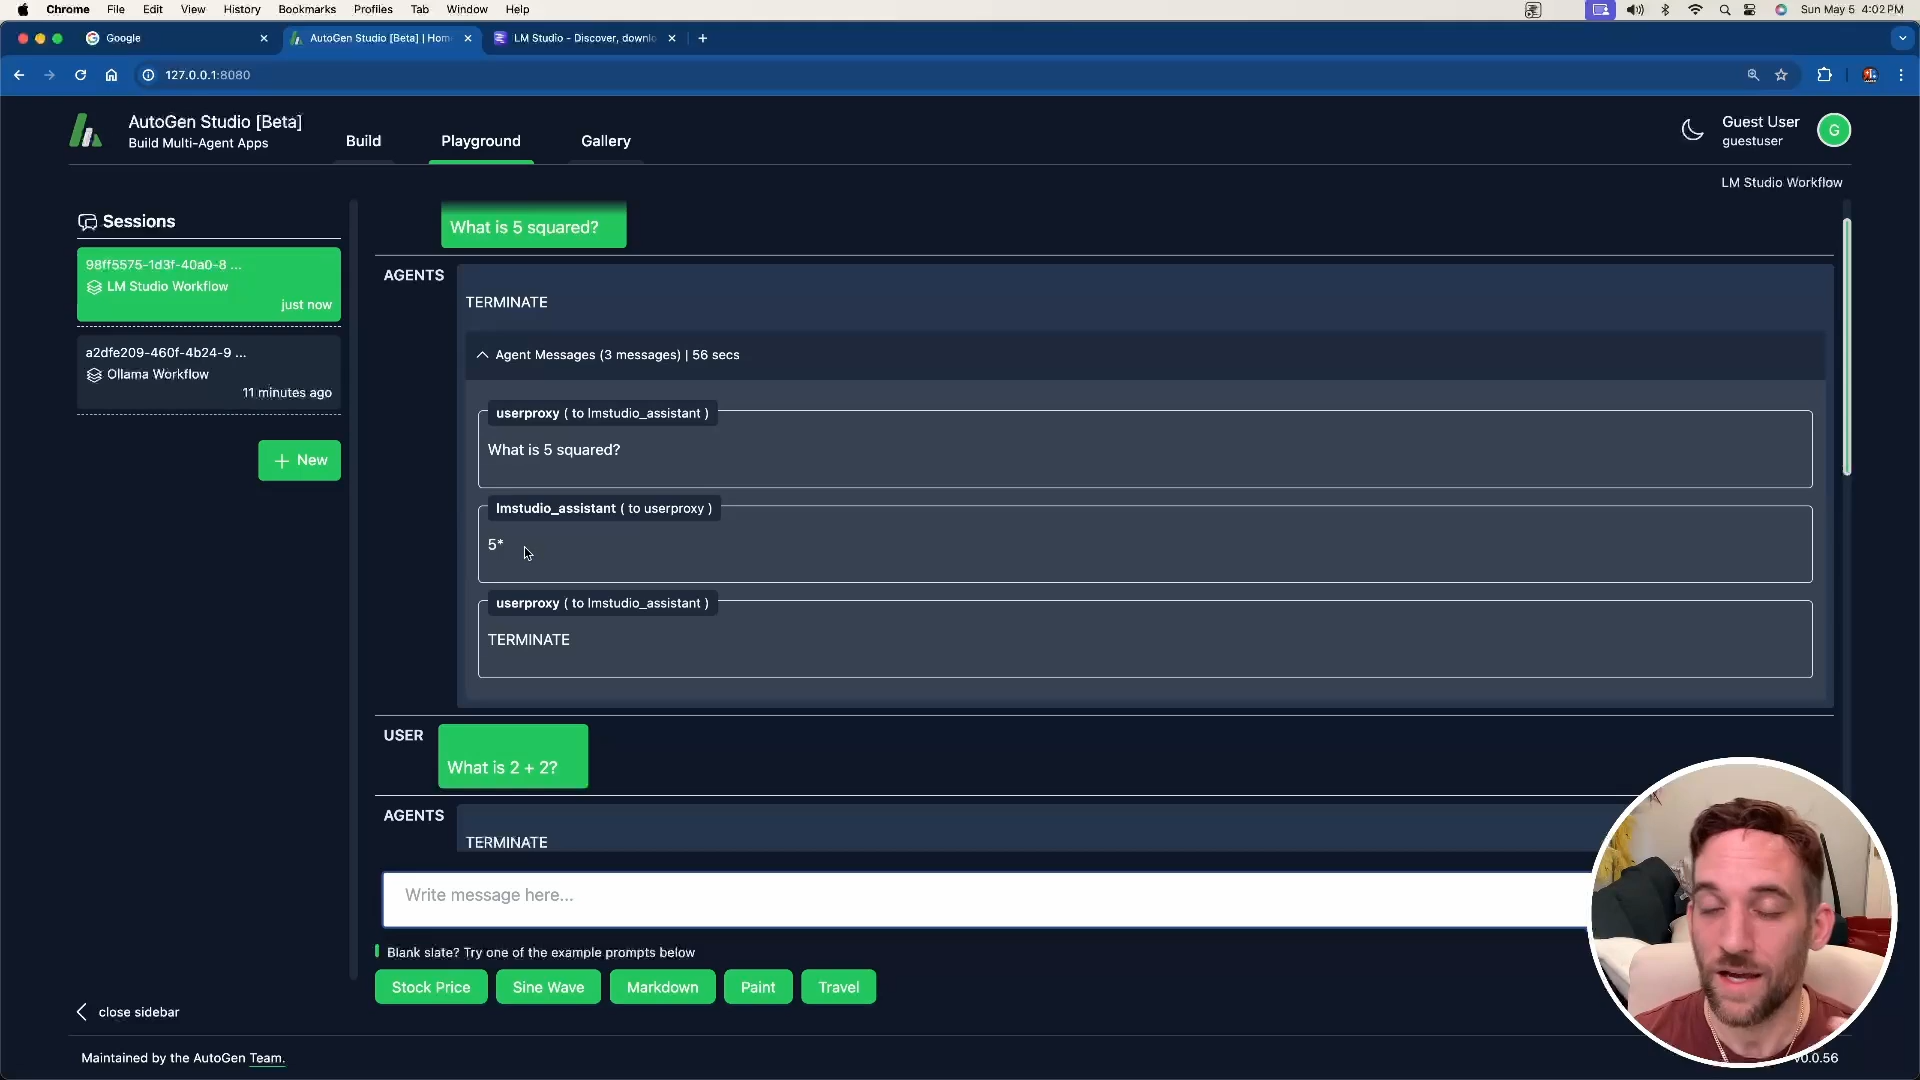 Chrome File Edit View History Bookmarks Profiles Tab Window Help Sun May 5 4:02 PM
Google
AutoGen Studio [Beta] | Hom
LM Studio - Discover, downlo
127.0.0.1:8080
AutoGen Studio [Beta]
Build Multi-Agent Apps
Build
Playground
Gallery
Guest User
guestuser
G
LM Studio Workflow
Sessions
98ff5575-1d3f-40a0-8 ...
LM Studio Workflow
just now
a2dfe209-460f-4b24-9 ...
Ollama Workflow
11 minutes ago
+ New
What is 5 squared?
AGENTS
TERMINATE
Agent Messages (3 messages) | 56 secs
userproxy ( to lmstudio_assistant )
What is 5 squared?
lmstudio_assistant ( to userproxy )
5*
userproxy ( to lmstudio_assistant )
TERMINATE
USER
What is 2 + 2?
AGENTS
TERMINATE
Write message here...
Blank slate? Try one of the example prompts below
Stock Price
Sine Wave
Markdown
Paint
Travel
close sidebar
Maintained by the AutoGen Team.
v0.0.56